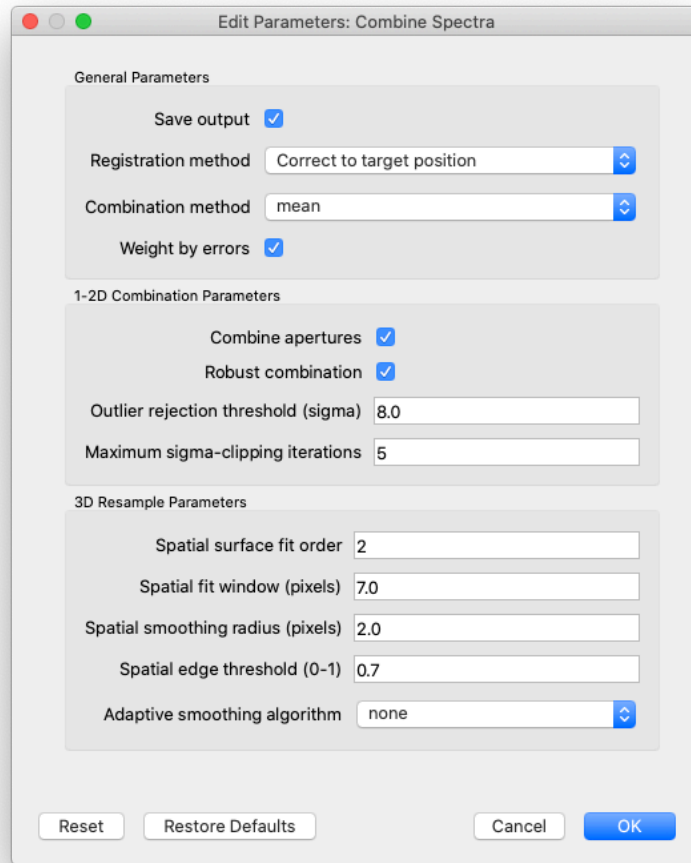 Edit Parameters: Combine Spectra
General Parameters
Save output
Registration method Correct to target position
Combination method mean
Weight by errors
1-2D Combination Parameters
Combine apertures
Robust combination
Outlier rejection threshold (sigma) 8.0
Maximum sigma-clipping iterations 5
3D Resample Parameters
Spatial surface fit order 2
Spatial fit window (pixels) 7.0
Spatial smoothing radius (pixels) 2.0
Spatial edge threshold (0-1) 0.7
Adaptive smoothing algorithm none
Reset Restore Defaults Cancel OK